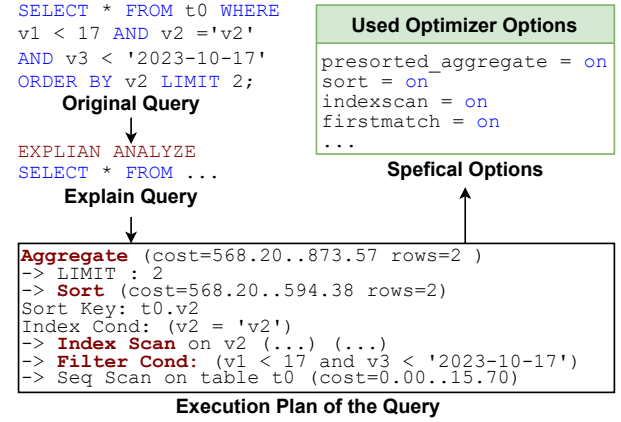 SELECT * FROM t0 WHERE
v1 < 17 AND v2 ='v2'
AND v3 < '2023-10-17'
ORDER BY v2 LIMIT 2;
Original Query
EXPLIAN ANALYZE
SELECT * FROM ...
Explain Query
Used Optimizer Options
presorted_aggregate = on
sort = on
indexscan = on
firstmatch = on
...
Spefical Options
Aggregate (cost=568.20..873.57 rows=2 )
-> LIMIT : 2
-> Sort (cost=568.20..594.38 rows=2)
Sort Key: t0.v2
Index Cond: (v2 = 'v2')
-> Index Scan on v2 (...) (...)
-> Filter Cond: (v1 < 17 and v3 < '2023-10-17')
-> Seq Scan on table t0 (cost=0.00..15.70)
Execution Plan of the Query